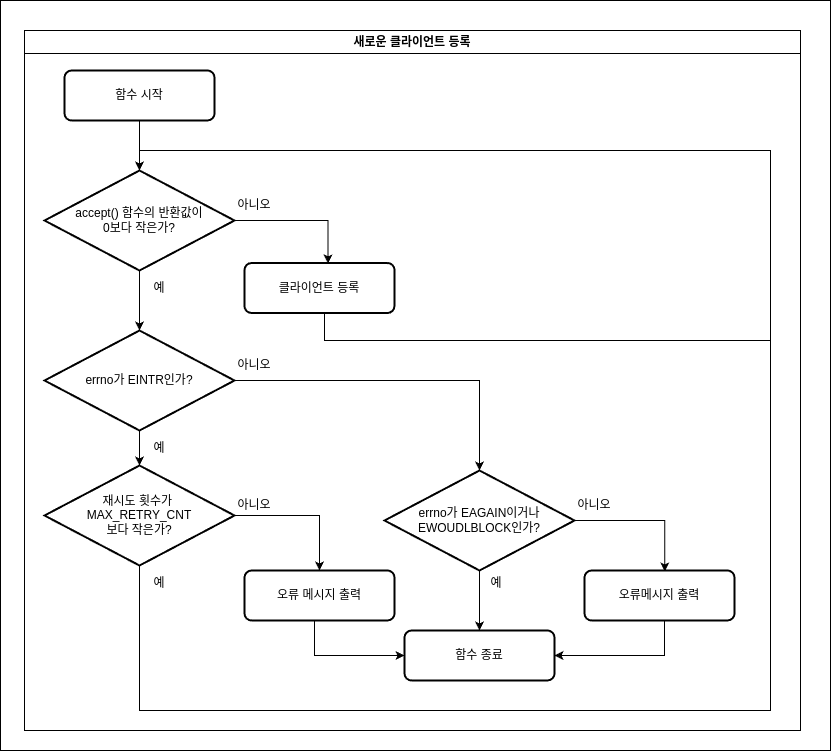 새로운 클라이언트 등록
함수 시작
accept() 함수의 반환값이
0보다 작은가?
아니오
예
클라이언트 등록
errno가 EINTR인가?
아니오
예
재시도 횟수가
MAX_RETRY_CNT
보다 작은가?
아니오
예
errno가 EAGAIN이거나
EWOUDLBLOCK인가?
아니오
예
오류 메시지 출력
오류메시지 출력
함수 종료